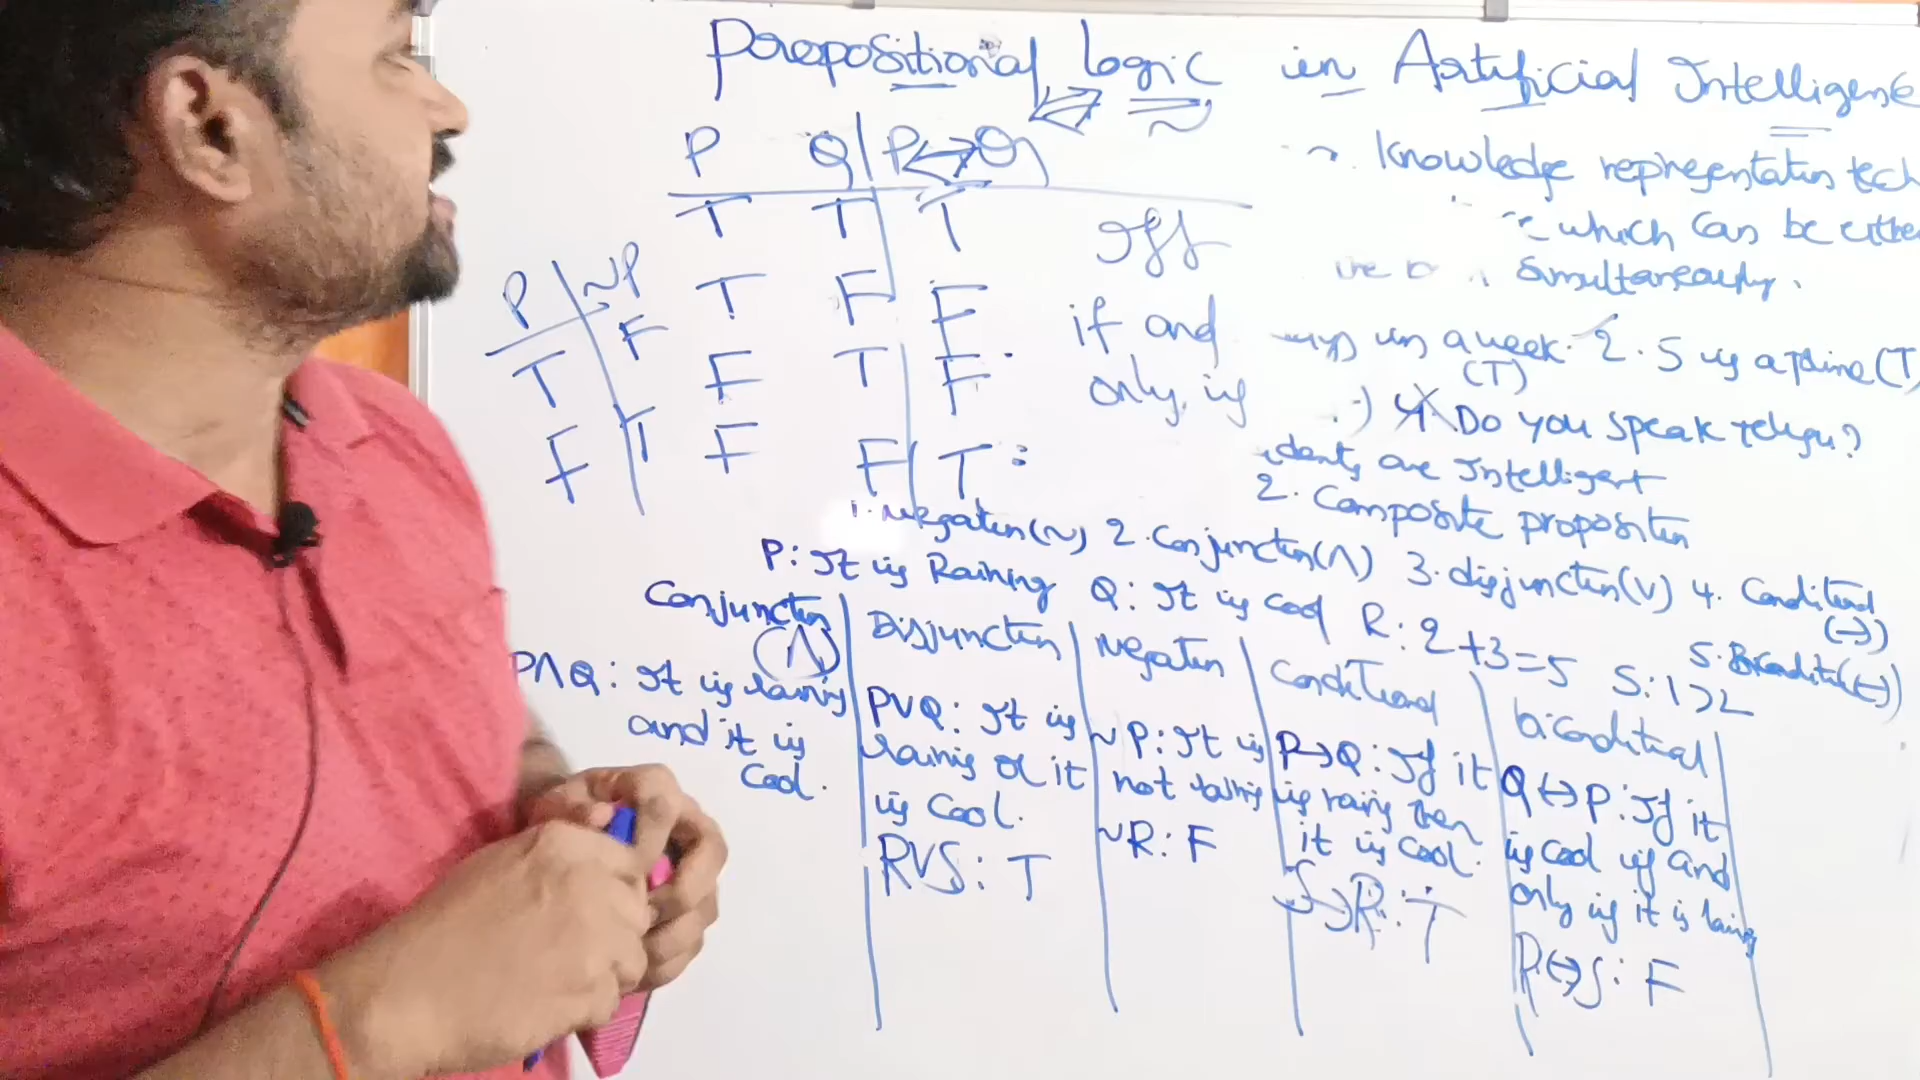 Propositional Logic in Artificial Intelligence
P Q P↔Q
T T T
T F F
F T F
F F T
Iff
if and
only if
P ~P
T F
F T
Knowledge representation tech
which can be either
simultaneously.
in a week. 2. 5 is a prime (T)
(T)
4. Do you speak telugu?
are Intelligent
2. Composite proposition
1. Negation(~) 2. Conjunction(∧) 3. disjunction(∨) 4. Conditional (→)
5. Biconditional(↔)
P: It is Raining Q: It is cool R: 2+3=5 S: 1>2
Conjunction
(∧)
P∧Q: It is raining
and it is
Cool.
Disjunction
P∨Q: It is
raining or it
is Cool.
R∨S: T
Negation
~P: It is
not raining
~R: F
Conditional
P→Q: If it
is raining then
it is Cool.
S→R: T
biconditional
Q↔P: If it
is Cool if and
only if it is raining
R↔S: F